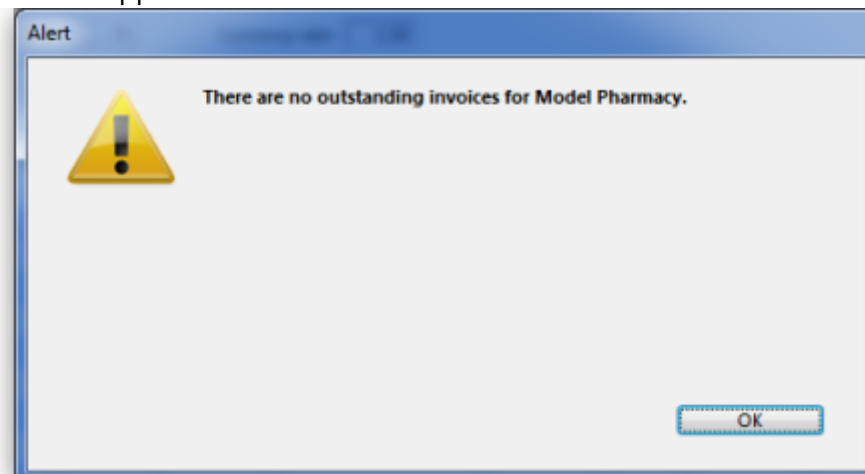 Alert
There are no outstanding invoices for Model Pharmacy.
OK